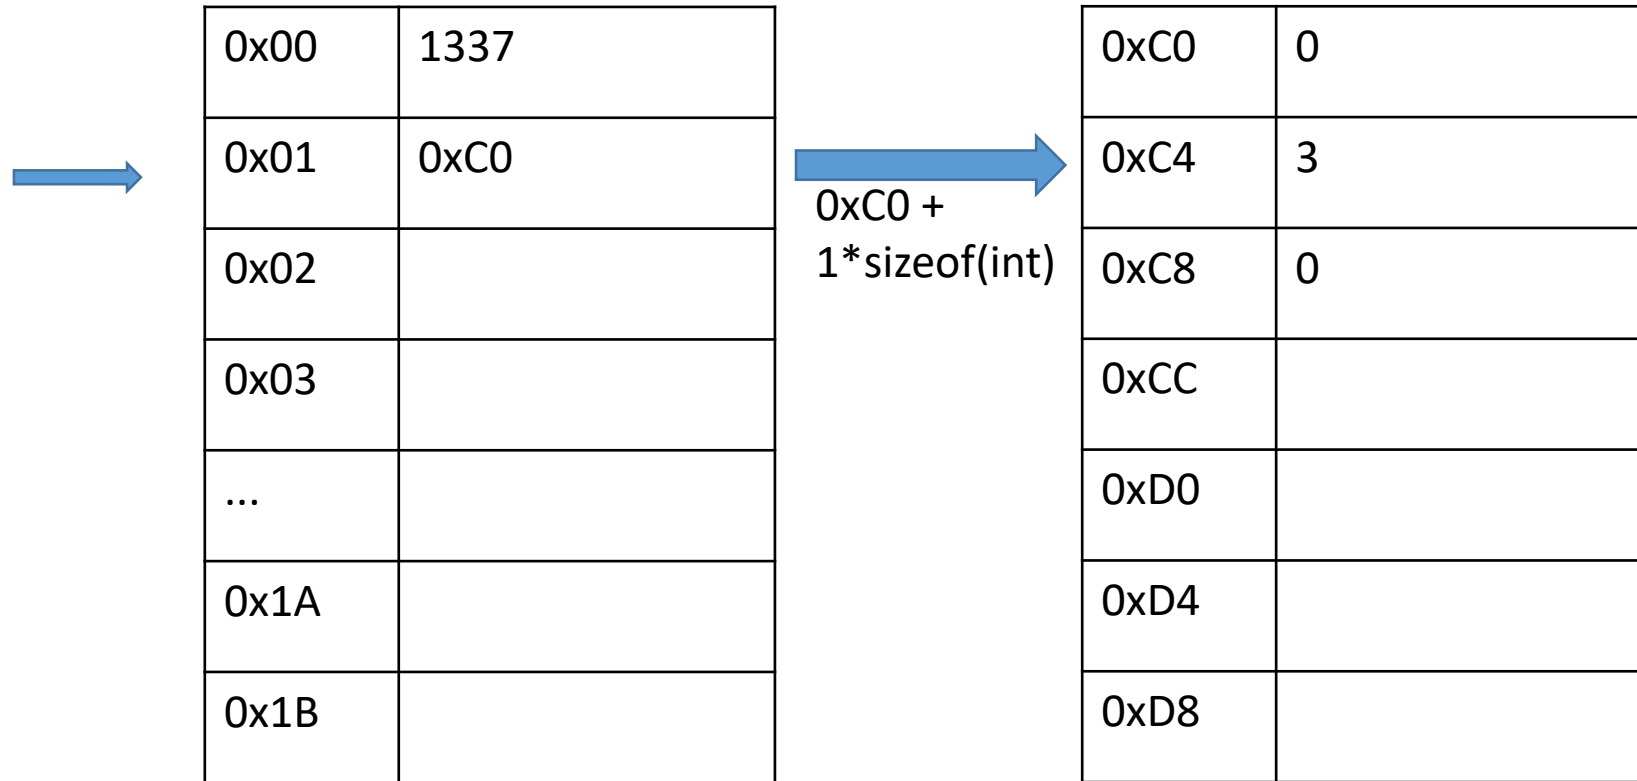 0x00 1337
0x01 0xC0
0x02
0x03
...
0x1A
0x1B
0xC0 +
1*sizeof(int)
0xC0 0
0xC4 3
0xC8 0
0xCC
0xD0
0xD4
0xD8